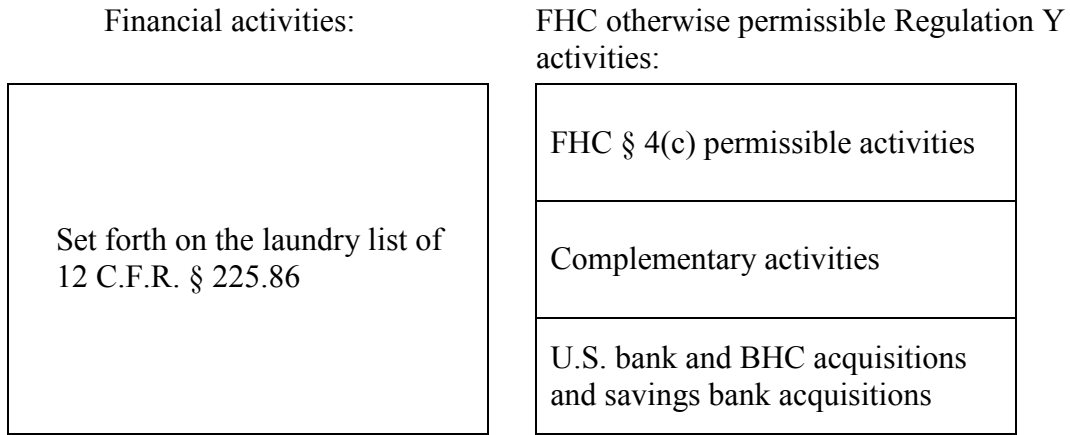 Financial activities:
FHC otherwise permissible Regulation Y
activities:
Set forth on the laundry list of
12 C.F.R. § 225.86
FHC § 4(c) permissible activities
Complementary activities
U.S. bank and BHC acquisitions
and savings bank acquisitions